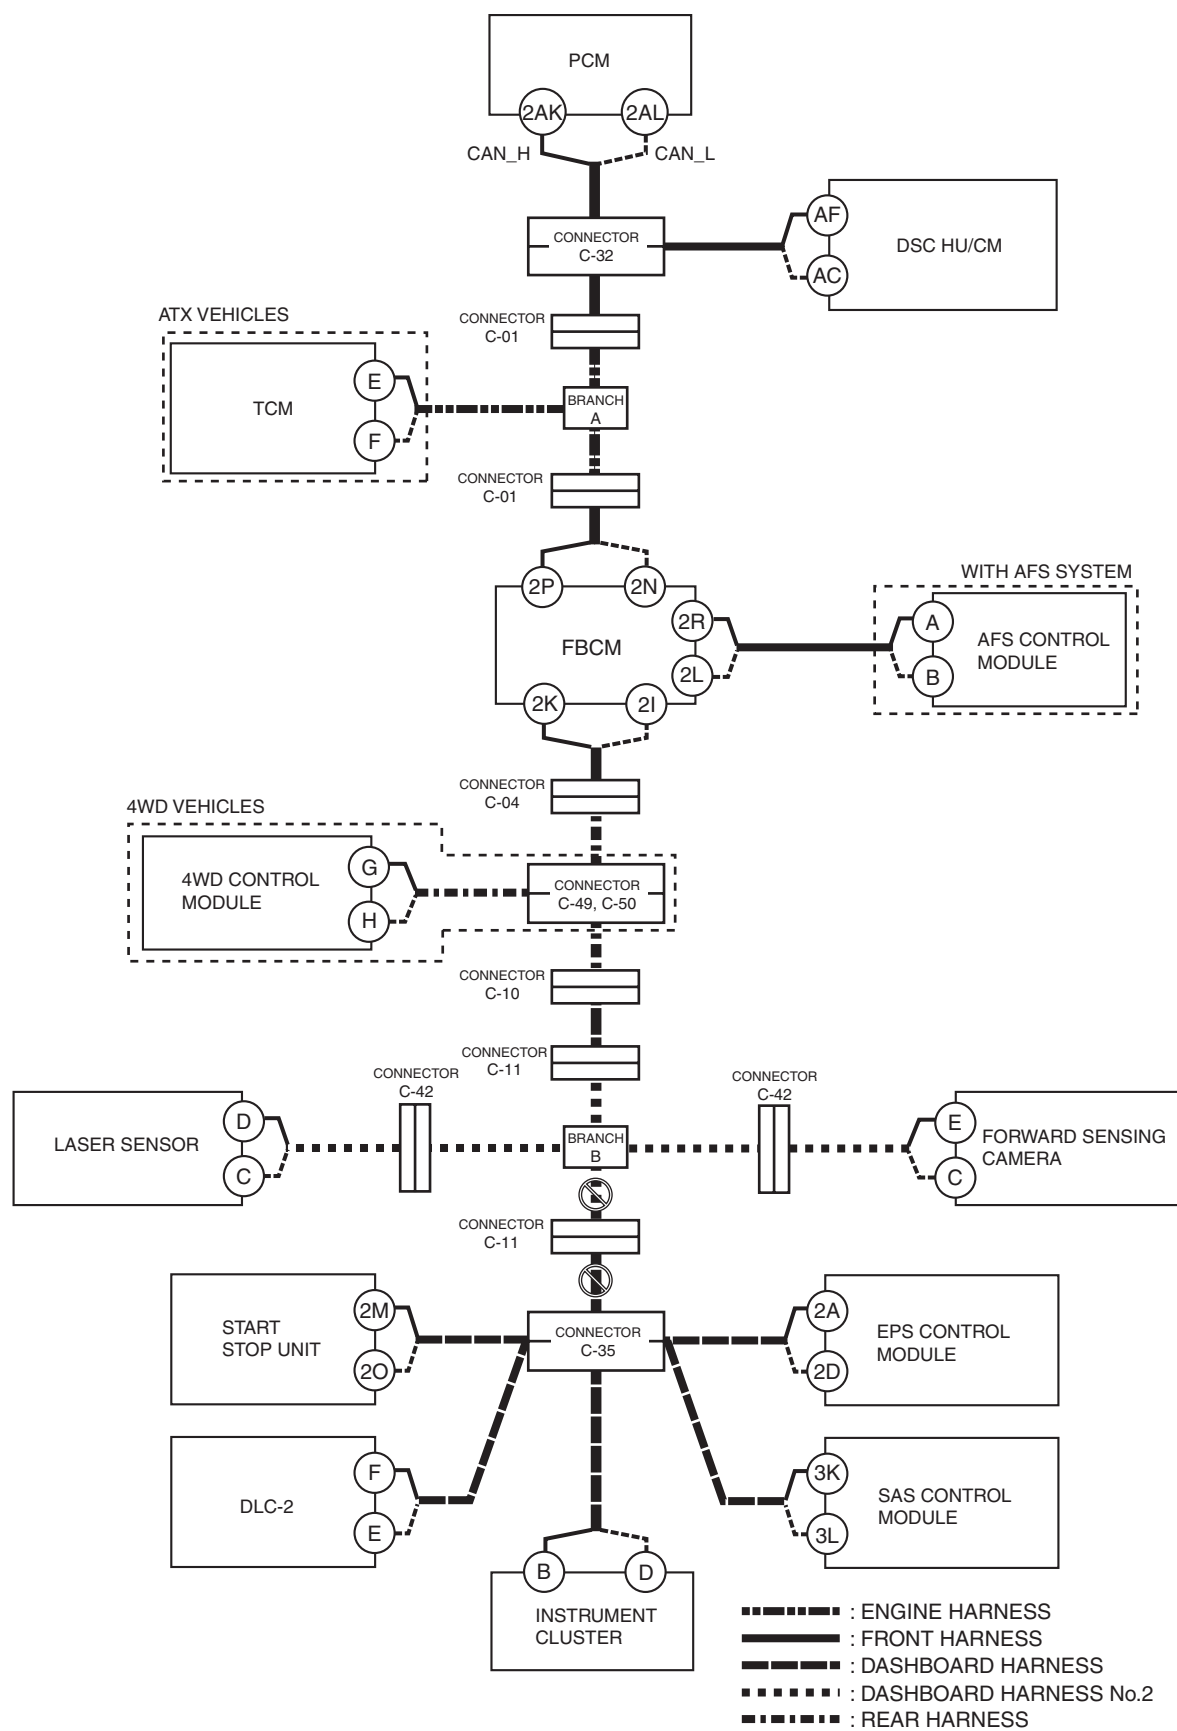 PCM
2AK
2AL
CAN_H
CAN_L
CONNECTOR
C-32
AF
AC
DSC HU/CM
CONNECTOR
C-01
ATX VEHICLES
TCM
E
F
BRANCH
A
CONNECTOR
C-01
2P
2N
2R
2L
FBCM
2K
2I
WITH AFS SYSTEM
A
B
AFS CONTROL
MODULE
CONNECTOR
C-04
4WD VEHICLES
4WD CONTROL
MODULE
G
H
CONNECTOR
C-49, C-50
CONNECTOR
C-10
CONNECTOR
C-11
CONNECTOR
C-42
CONNECTOR
C-42
LASER SENSOR
D
C
BRANCH
B
E
C
FORWARD SENSING
CAMERA
CONNECTOR
C-11
START
STOP UNIT
2M
2O
CONNECTOR
C-35
2A
2D
EPS CONTROL
MODULE
DLC-2
F
E
3K
3L
SAS CONTROL
MODULE
B
D
INSTRUMENT
CLUSTER
: ENGINE HARNESS
: FRONT HARNESS
: DASHBOARD HARNESS
: DASHBOARD HARNESS No.2
: REAR HARNESS